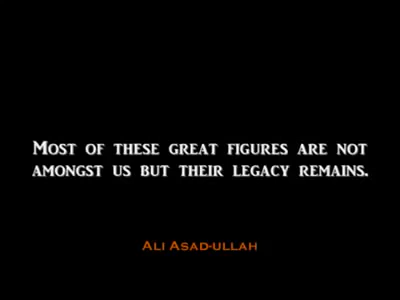 Most of these great figures are not
amongst us but their legacy remains.
Ali Asad-ullah